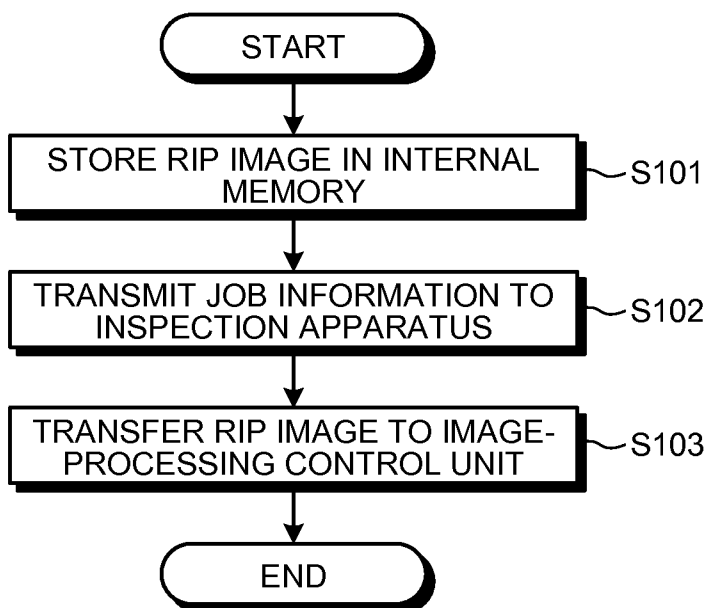 START
STORE RIP IMAGE IN INTERNAL
MEMORY
S101
TRANSMIT JOB INFORMATION TO
INSPECTION APPARATUS
S102
TRANSFER RIP IMAGE TO IMAGE-
PROCESSING CONTROL UNIT
S103
END